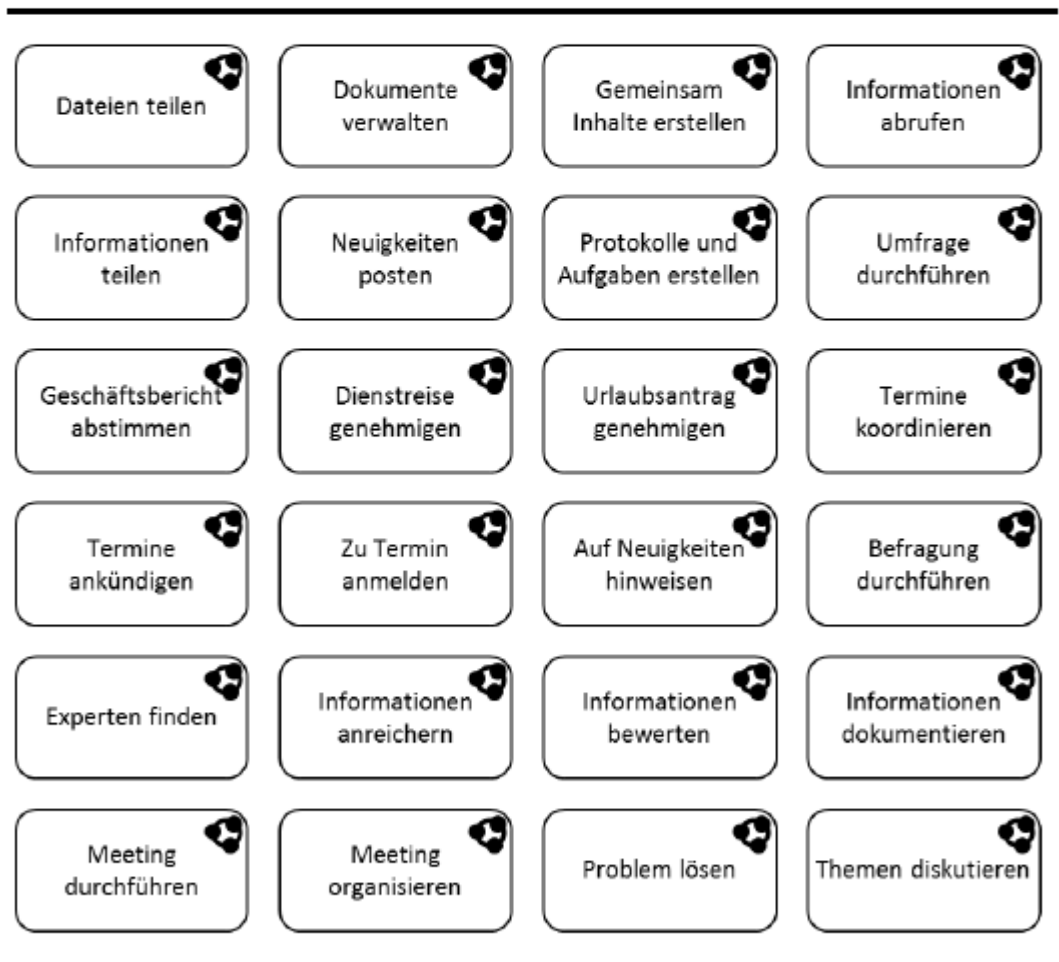 Dateien teilen
Dokumente
verwalten
Gemeinsam
Inhalte erstellen
Informationen
abrufen
Informationen
teilen
Neuigkeiten
posten
Protokolle und
Aufgaben erstellen
Umfrage
durchführen
Geschäftsbericht
abstimmen
Dienstreise
genehmigen
Urlaubsantrag
genehmigen
Termine
koordinieren
Termine
ankündigen
Zu Termin
anmelden
Auf Neuigkeiten
hinweisen
Befragung
durchführen
Experten finden
Informationen
anreichern
Informationen
bewerten
Informationen
dokumentieren
Meeting
durchführen
Meeting
organisieren
Problem lösen
Themen diskutieren